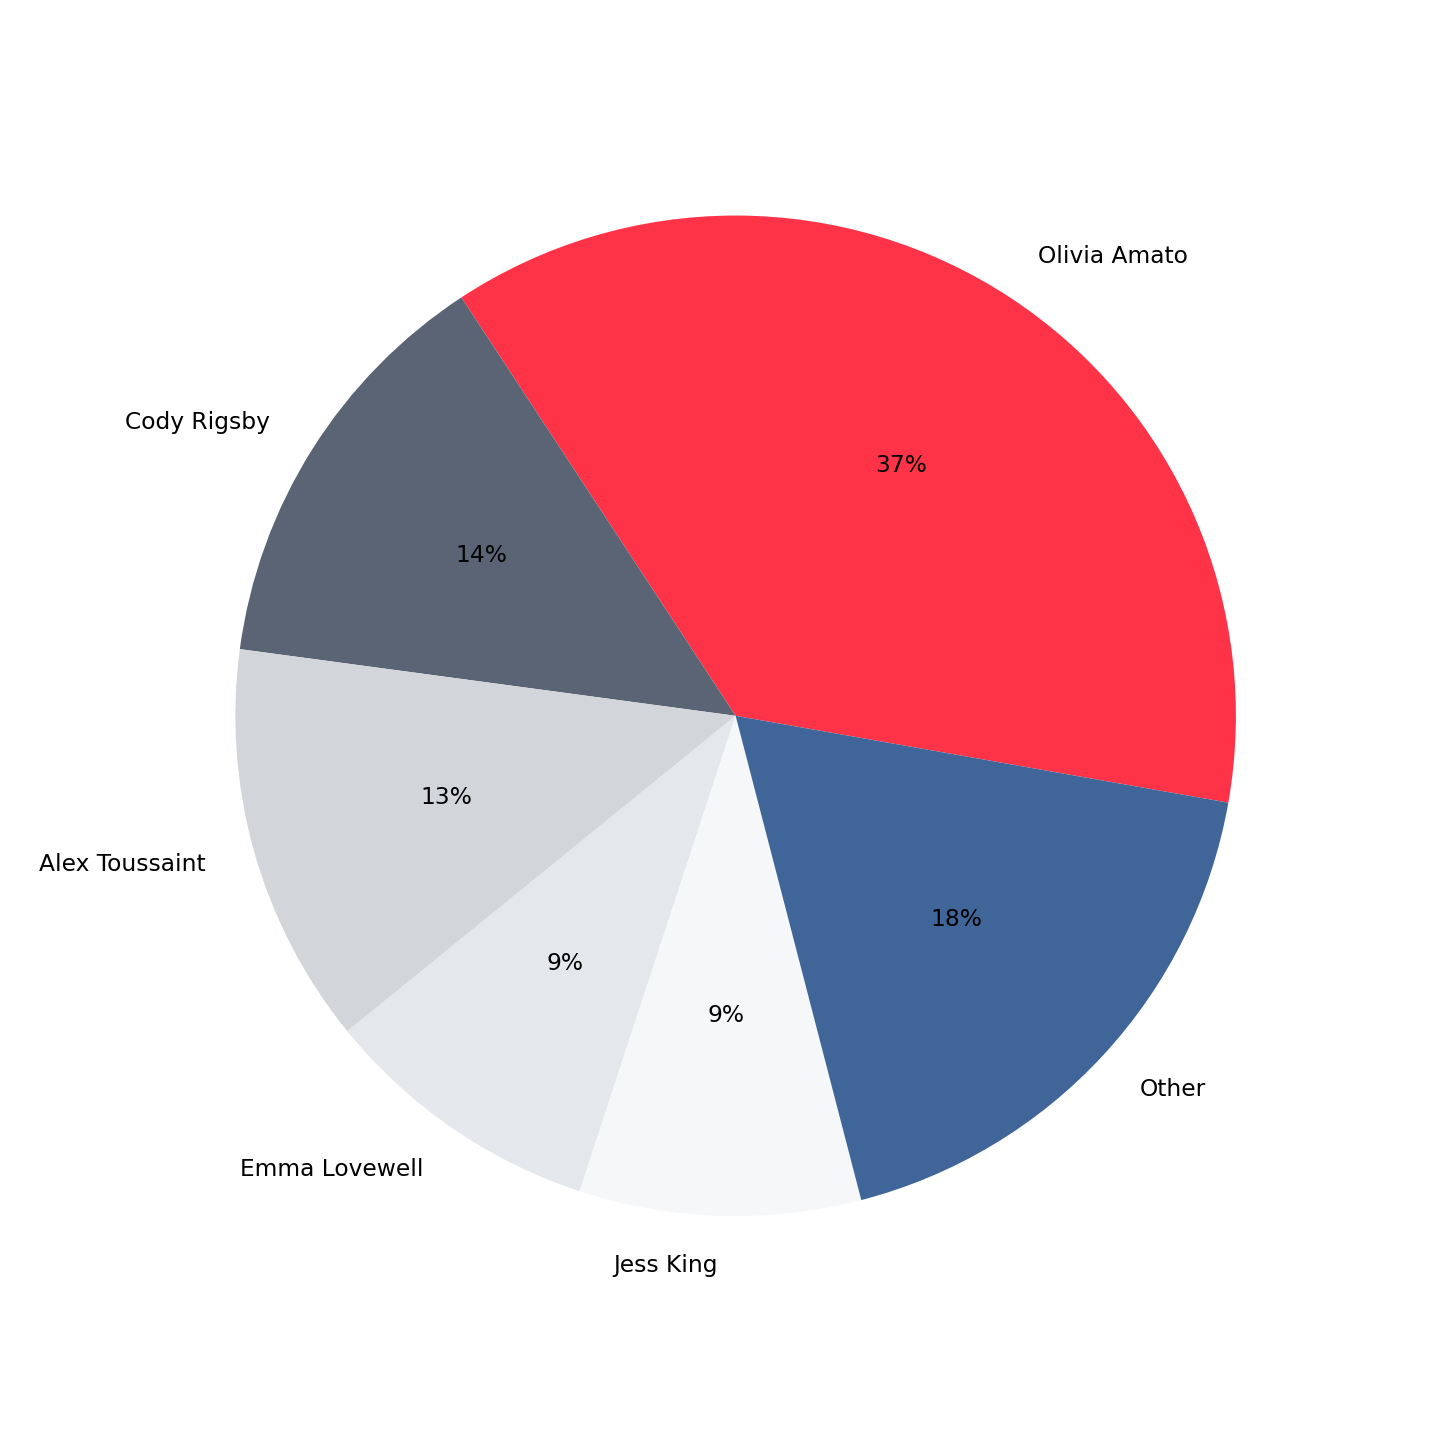 Olivia Amato
37%
Cody Rigsby
14%
13%
Alex Toussaint
9%
Emma Lovewell
9%
Jess King
18%
Other